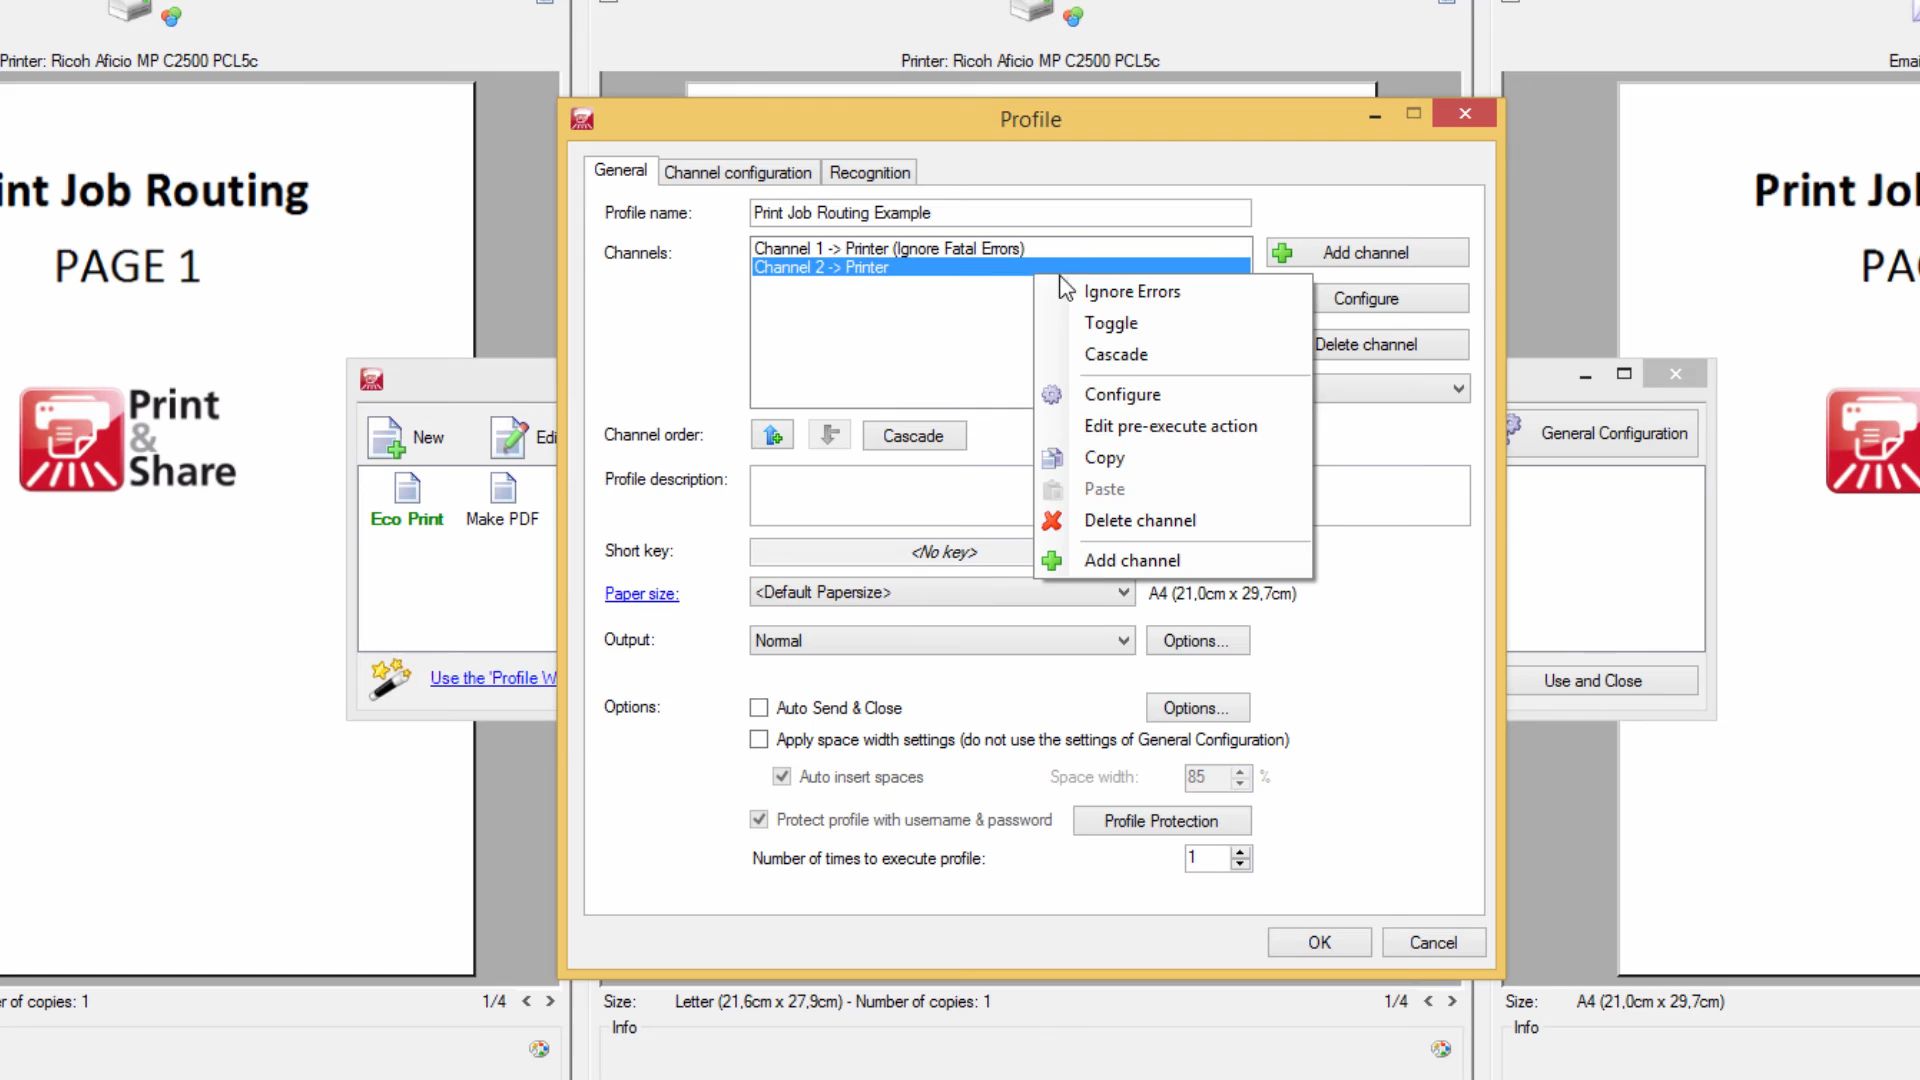 Printer: Ricoh Aficio MP C2500 PCL5c
Printer: Ricoh Aficio MP C2500 PCL5c
Emai
int Job Routing
PAGE 1
Print
&
Share
Print Jol
PA
New
Edi
Eco Print
Make PDF
Use the 'Profile W
General Configuration
Use and Close
Profile
General
Channel configuration
Recognition
Profile name:
Print Job Routing Example
Channels:
Channel 1 -> Printer (Ignore Fatal Errors)
Channel 2 -> Printer
Add channel
Configure
Delete channel
Ignore Errors
Toggle
Cascade
Configure
Edit pre-execute action
Copy
Paste
Delete channel
Add channel
Channel order:
Cascade
Profile description:
Short key:
<No key>
Paper size:
<Default Papersize>
A4 (21,0cm x 29,7cm)
Output:
Normal
Options...
Options:
Auto Send & Close
Options...
Apply space width settings (do not use the settings of General Configuration)
Auto insert spaces
Space width:
85
%
Protect profile with username & password
Profile Protection
Number of times to execute profile:
1
OK
Cancel
er of copies: 1
1/4 < >
Size:
Letter (21,6cm x 27,9cm) - Number of copies: 1
1/4 < >
Size:
A4 (21,0cm x 29,7cm)
Info
Info